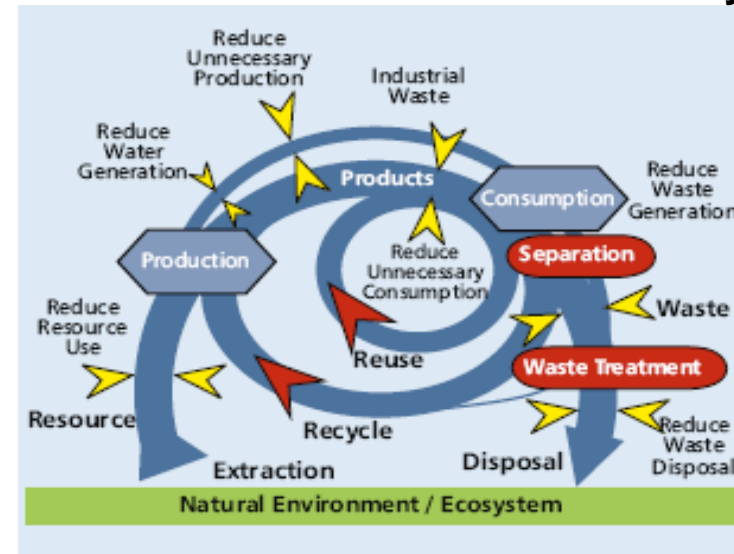 Reduce
Unnecessary
Production
Industrial
Waste
Reduce
Water
Generation
Products
Consumption
Reduce
Waste
Generation
Production
Reduce
Unnecessary
Consumption
Separation
Reduce
Resource
Use
Waste
Reuse
Waste Treatment
Resource
Recycle
Reduce
Waste
Disposal
Extraction
Disposal
Natural Environment / Ecosystem